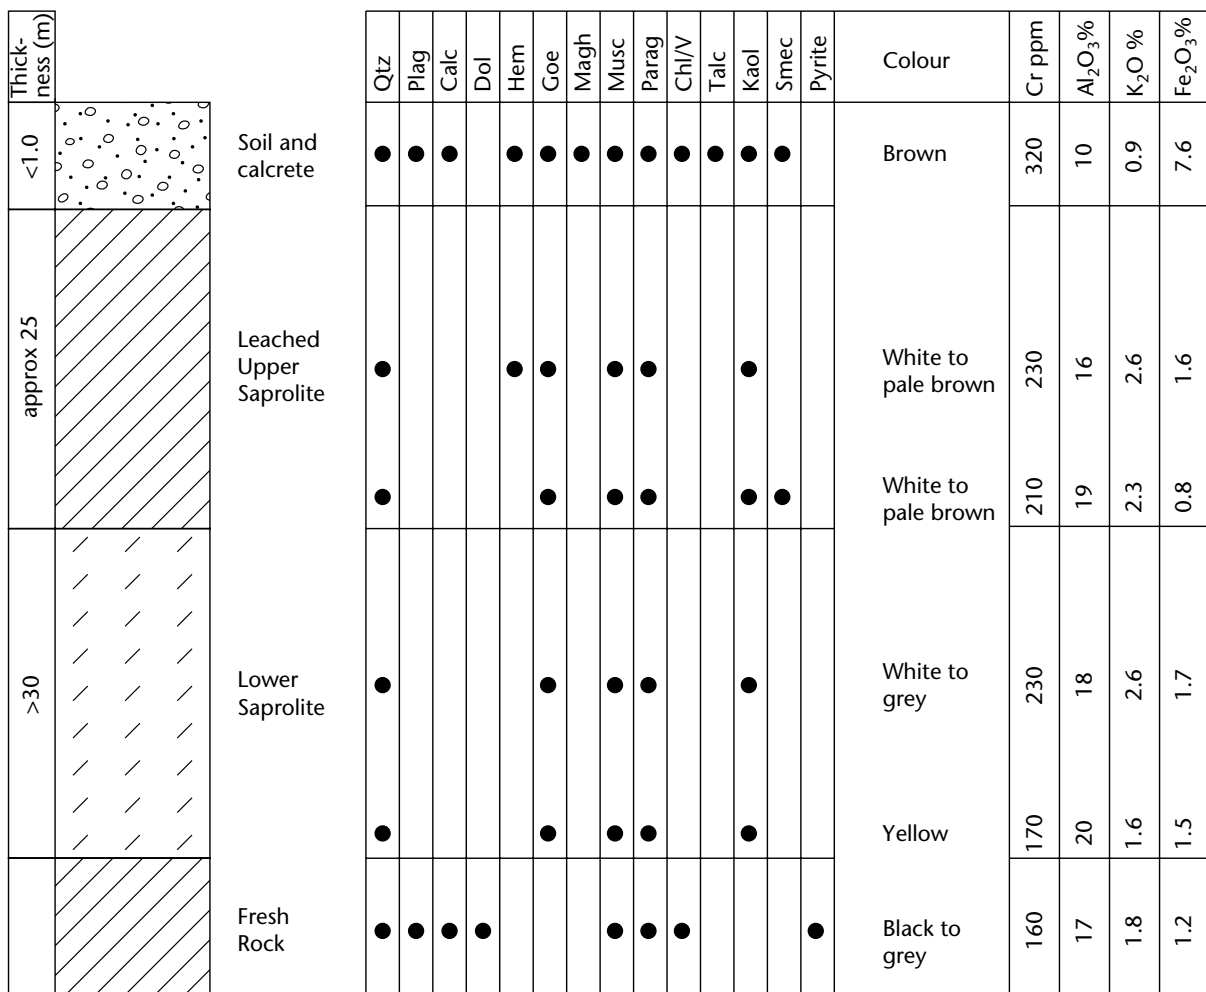 Thick-
ness (m)
Qtz
Plag
Calc
Dol
Hem
Goe
Magh
Musc
Parag
Chl/V
Talc
Kaol
Smec
Pyrite
Colour
Cr ppm
Al₂O₃%
K₂O %
Fe₂O₃%
<1.0
Soil and
calcrete
Brown
320
10
0.9
7.6
approx 25
Leached
Upper
Saprolite
White to
pale brown
230
16
2.6
1.6
White to
pale brown
210
19
2.3
0.8
>30
Lower
Saprolite
White to
grey
230
18
2.6
1.7
Yellow
170
20
1.6
1.5
Fresh
Rock
Black to
grey
160
17
1.8
1.2